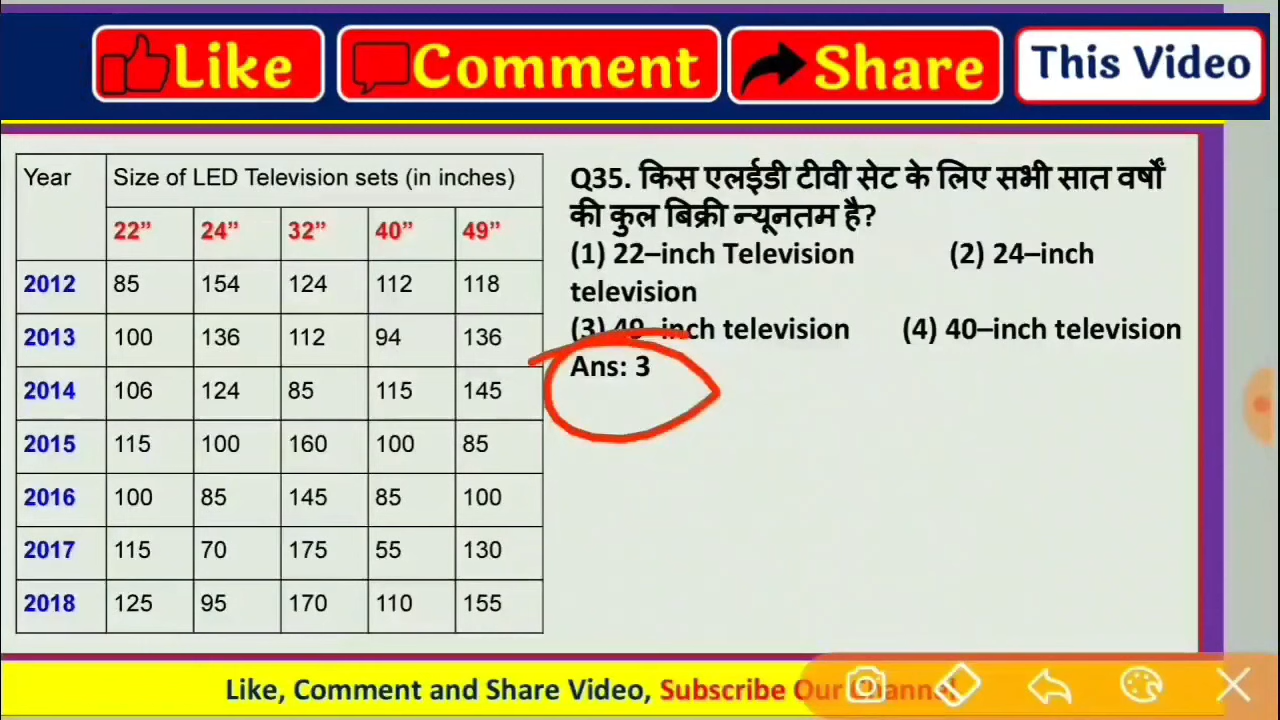 Like Comment Share This Video
Year Size of LED Television sets (in inches)
22” 24” 32” 40” 49”
2012 85 154 124 112 118
2013 100 136 112 94 136
2014 106 124 85 115 145
2015 115 100 160 100 85
2016 100 85 145 85 100
2017 115 70 175 55 130
2018 125 95 170 110 155
Q35. किस एलईडी टीवी सेट के लिए सभी सात वर्षों
की कुल बिक्री न्यूनतम है?
(1) 22–inch Television (2) 24–inch
television
(3) 49–inch television (4) 40–inch television
Ans: 3
Like, Comment and Share Video, Subscribe Our Channel